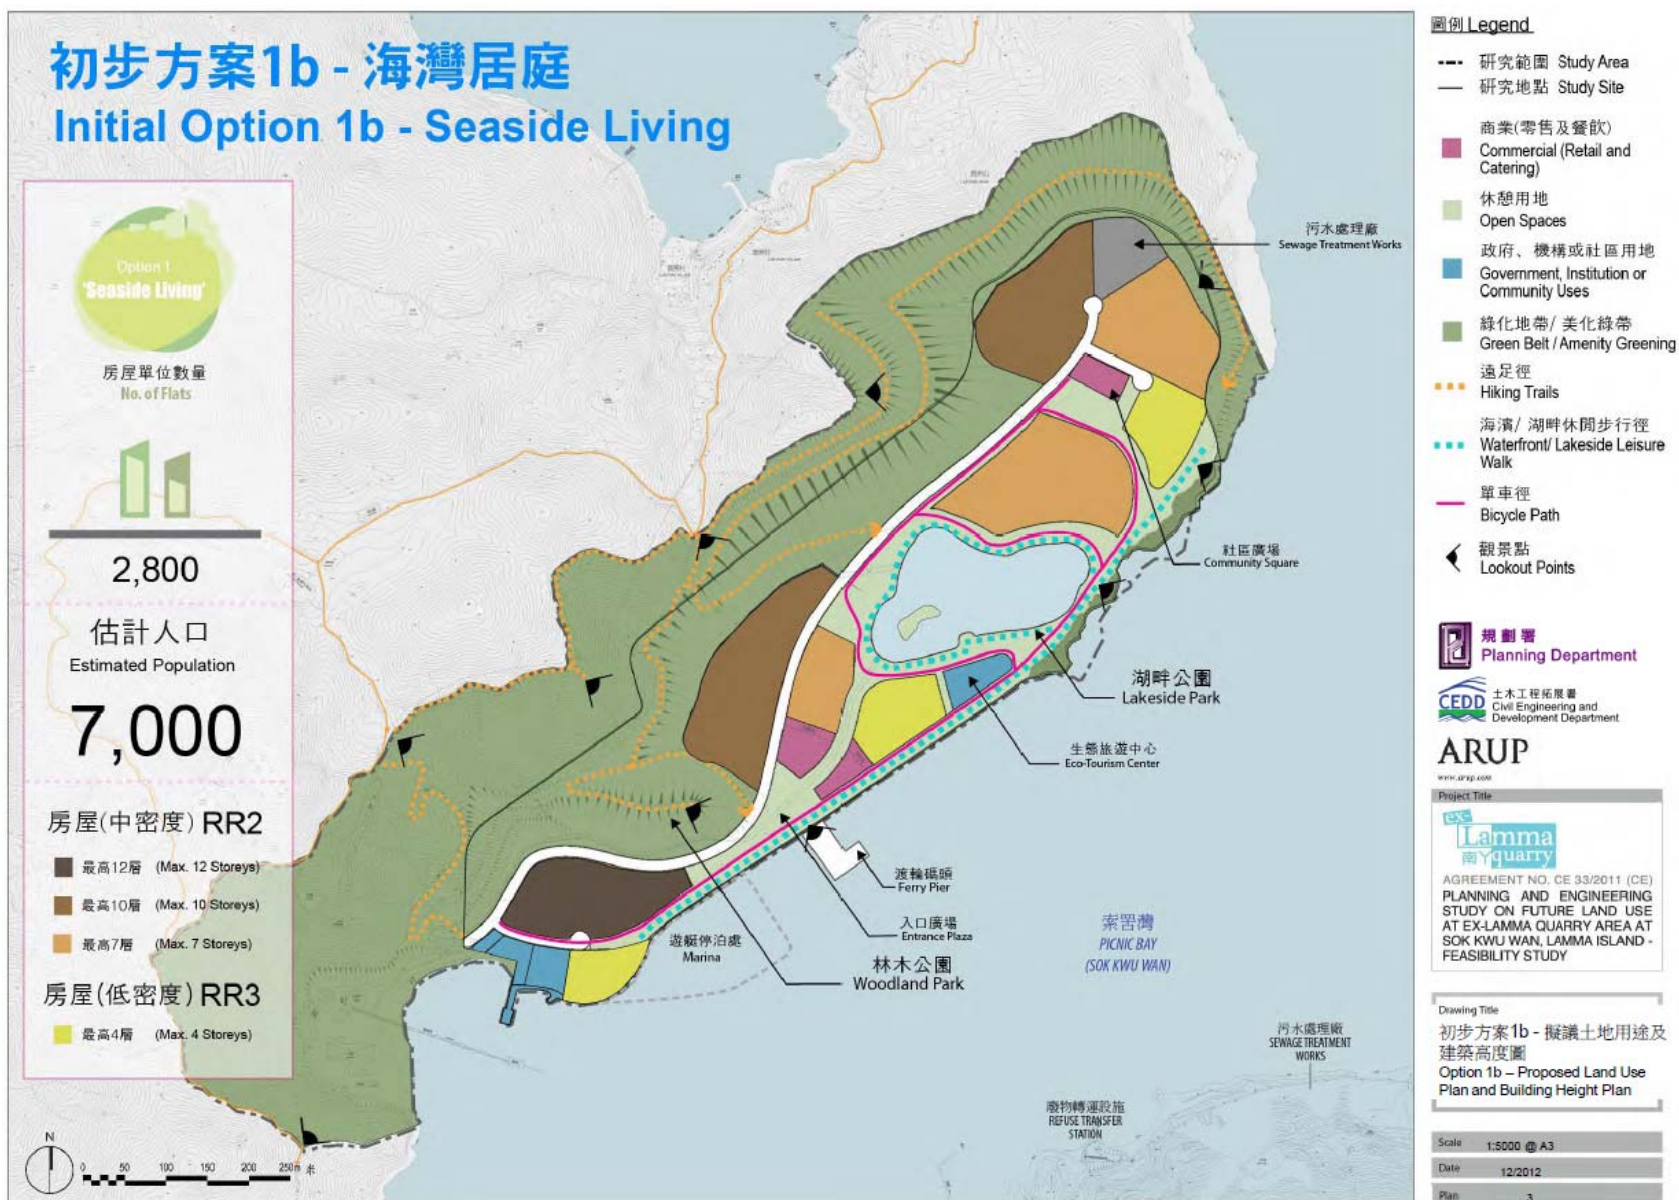 初步方案1b - 海灣居庭
Initial Option 1b - Seaside Living
Option 1
'Seaside Living'
房屋單位數量
No. of Flats
2,800
估計人口
Estimated Population
7,000
房屋(中密度) RR2
最高12層 (Max. 12 Storeys)
最高10層 (Max. 10 Storeys)
最高7層 (Max. 7 Storeys)
房屋(低密度) RR3
最高4層 (Max. 4 Storeys)
N
0 50 100 150 200 250m 米
污水處理廠
Sewage Treatment Works
社區廣場
Community Square
湖畔公園
Lakeside Park
生態旅遊中心
Eco-Tourism Center
渡輪碼頭
Ferry Pier
入口廣場
Entrance Plaza
遊艇停泊處
Marina
林木公園
Woodland Park
索罟灣
PICNIC BAY
(SOK KWU WAN)
污水處理廠
SEWAGE TREATMENT
WORKS
廢物轉運設施
REFUSE TRANSFER
STATION
圖例 Legend
研究範圍 Study Area
研究地點 Study Site
商業(零售及餐飲)
Commercial (Retail and
Catering)
休憩用地
Open Spaces
政府、機構或社區用地
Government, Institution or
Community Uses
綠化地帶/ 美化綠帶
Green Belt / Amenity Greening
遠足徑
Hiking Trails
海濱/ 湖畔休閒步行徑
Waterfront/ Lakeside Leisure
Walk
單車徑
Bicycle Path
觀景點
Lookout Points
規劃署
Planning Department
CEDD
土木工程拓展署
Civil Engineering and
Development Department
ARUP
www.arup.com
Project Title
ex-
Lamma
南丫quarry
AGREEMENT NO. CE 33/2011 (CE)
PLANNING AND ENGINEERING
STUDY ON FUTURE LAND USE
AT EX-LAMMA QUARRY AREA AT
SOK KWU WAN, LAMMA ISLAND -
FEASIBILITY STUDY
Drawing Title
初步方案1b - 擬議土地用途及
建築高度圖
Option 1b – Proposed Land Use
Plan and Building Height Plan
Scale 1:5000 @ A3
Date 12/2012
Plan 3